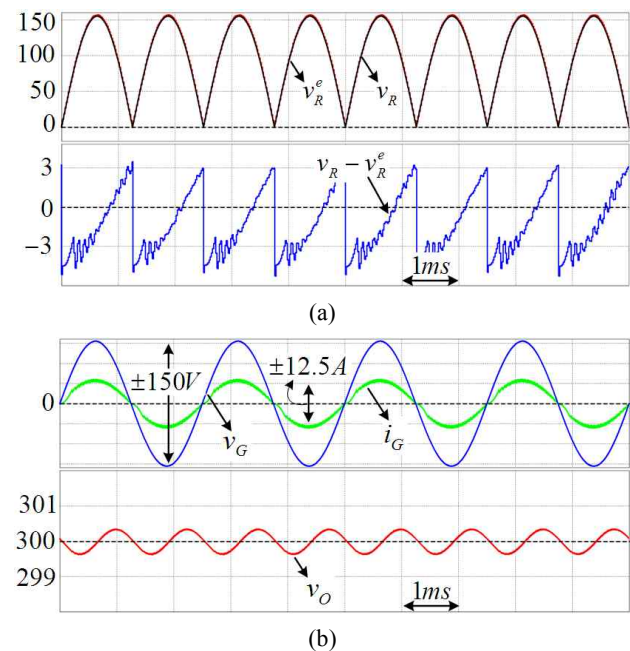 150
100
50
0
v_R^e
v_R
3
0
−3
v_R − v_R^e
1ms
(a)
0
±150V
v_G
±12.5A
i_G
301
300
299
v_O
1ms
(b)